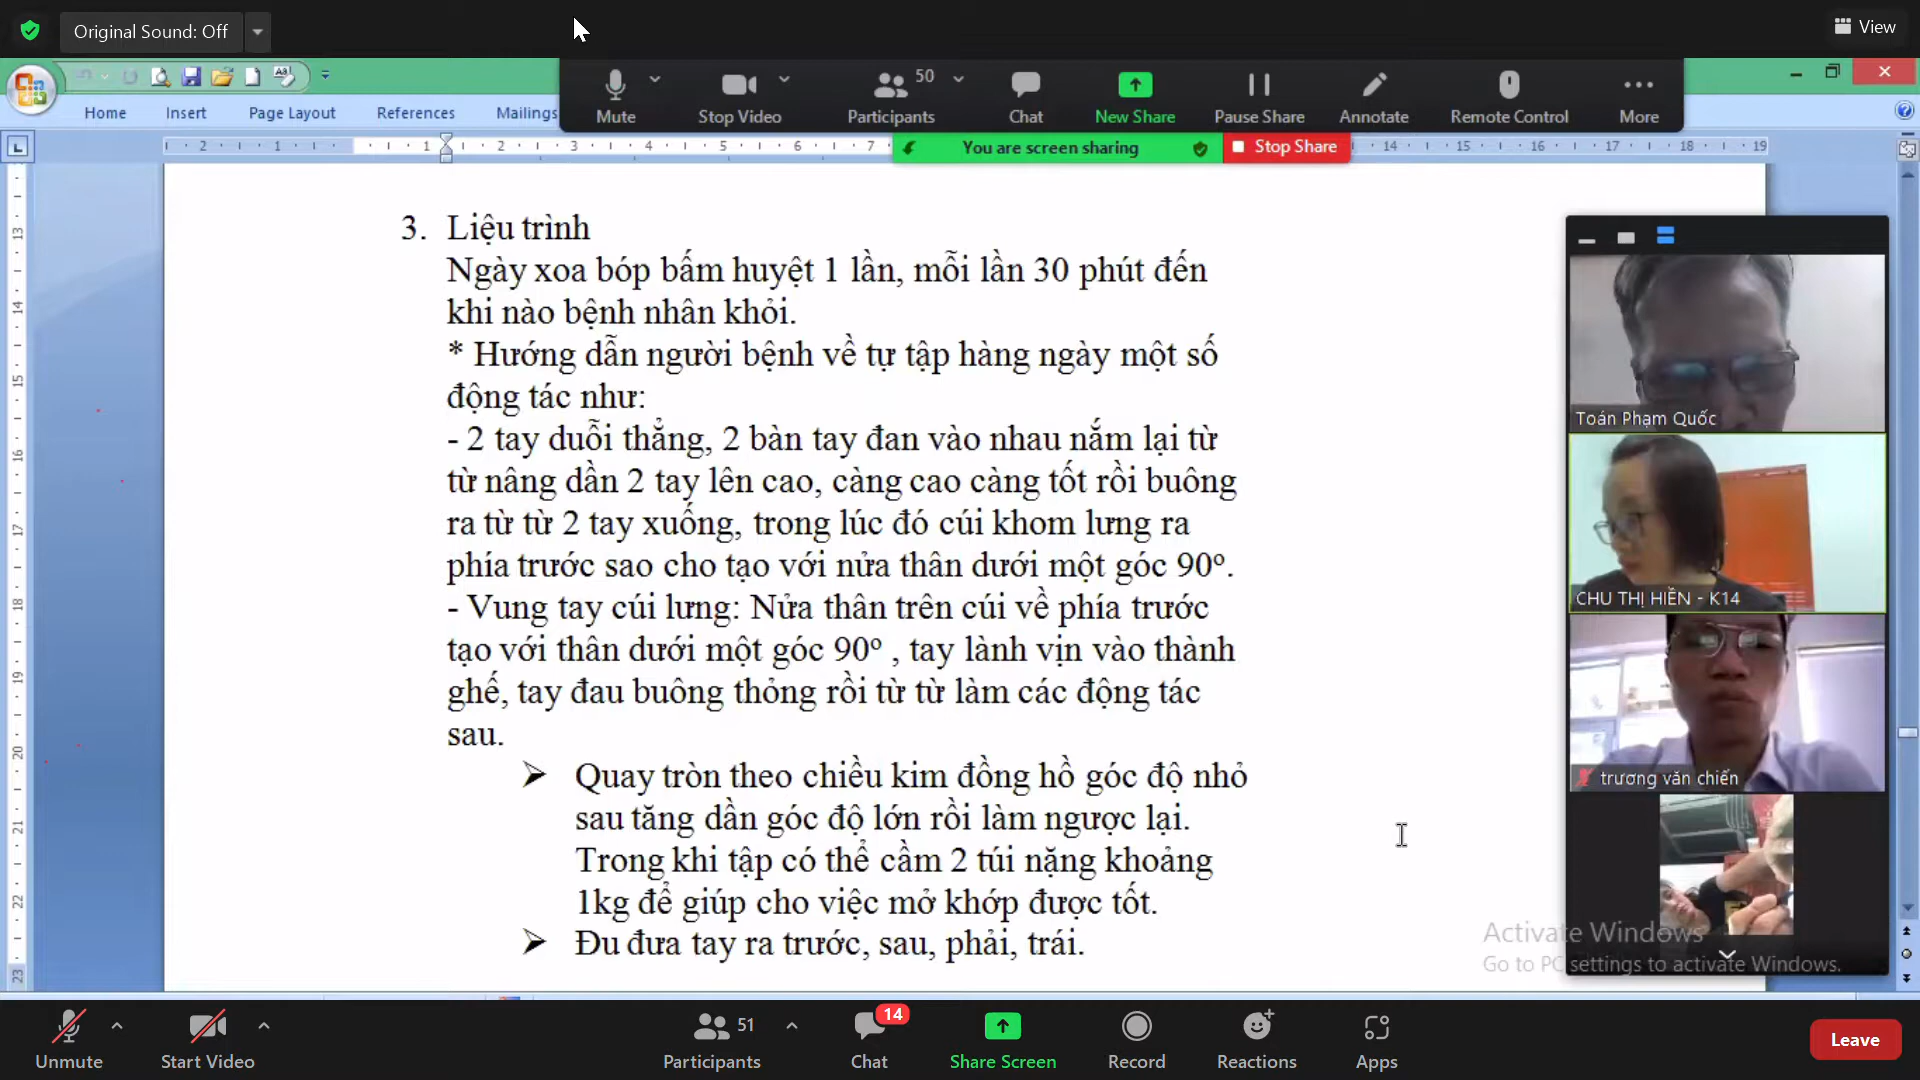 Original Sound: Off
View
Home Insert Page Layout References Mailings
Mute Stop Video Participants 50 Chat New Share Pause Share Annotate Remote Control More
You are screen sharing Stop Share
3. Liệu trình
Ngày xoa bóp bấm huyệt 1 lần, mỗi lần 30 phút đến
khi nào bệnh nhân khỏi.
* Hướng dẫn người bệnh về tự tập hàng ngày một số
động tác như:
- 2 tay duỗi thẳng, 2 bàn tay đan vào nhau nắm lại từ
từ nâng dần 2 tay lên cao, càng cao càng tốt rồi buông
ra từ từ 2 tay xuống, trong lúc đó cúi khom lưng ra
phía trước sao cho tạo với nửa thân dưới một góc 90º.
- Vung tay cúi lưng: Nửa thân trên cúi về phía trước
tạo với thân dưới một góc 90º , tay lành vịn vào thành
ghế, tay đau buông thỏng rồi từ từ làm các động tác
sau.
➢ Quay tròn theo chiều kim đồng hồ góc độ nhỏ
sau tăng dần góc độ lớn rồi làm ngược lại.
Trong khi tập có thể cầm 2 túi nặng khoảng
1kg để giúp cho việc mở khớp được tốt.
➢ Đu đưa tay ra trước, sau, phải, trái.
Toán Phạm Quốc
CHU THỊ HIỀN - K14
trương văn chiến
Activate Windows
Go to PC settings to activate Windows.
Unmute Start Video Participants 51 Chat 14 Share Screen Record Reactions Apps Leave